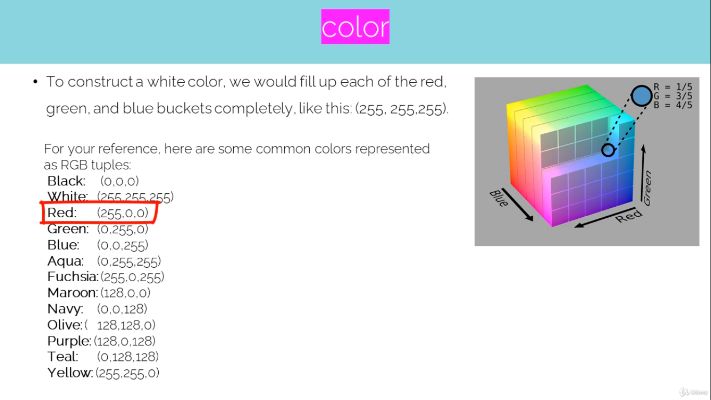 color
• To construct a white color, we would fill up each of the red,
green, and blue buckets completely, like this: (255, 255,255).
For your reference, here are some common colors represented
as RGB tuples:
Black: (0,0,0)
White: (255,255,255)
Red: (255,0,0)
Green: (0,255,0)
Blue: (0,0,255)
Aqua: (0,255,255)
Fuchsia: (255,0,255)
Maroon: (128,0,0)
Navy: (0,0,128)
Olive: ( 128,128,0)
Purple: (128,0,128)
Teal: (0,128,128)
Yellow: (255,255,0)
R = 1/5
G = 3/5
B = 4/5
Blue
Red
Green